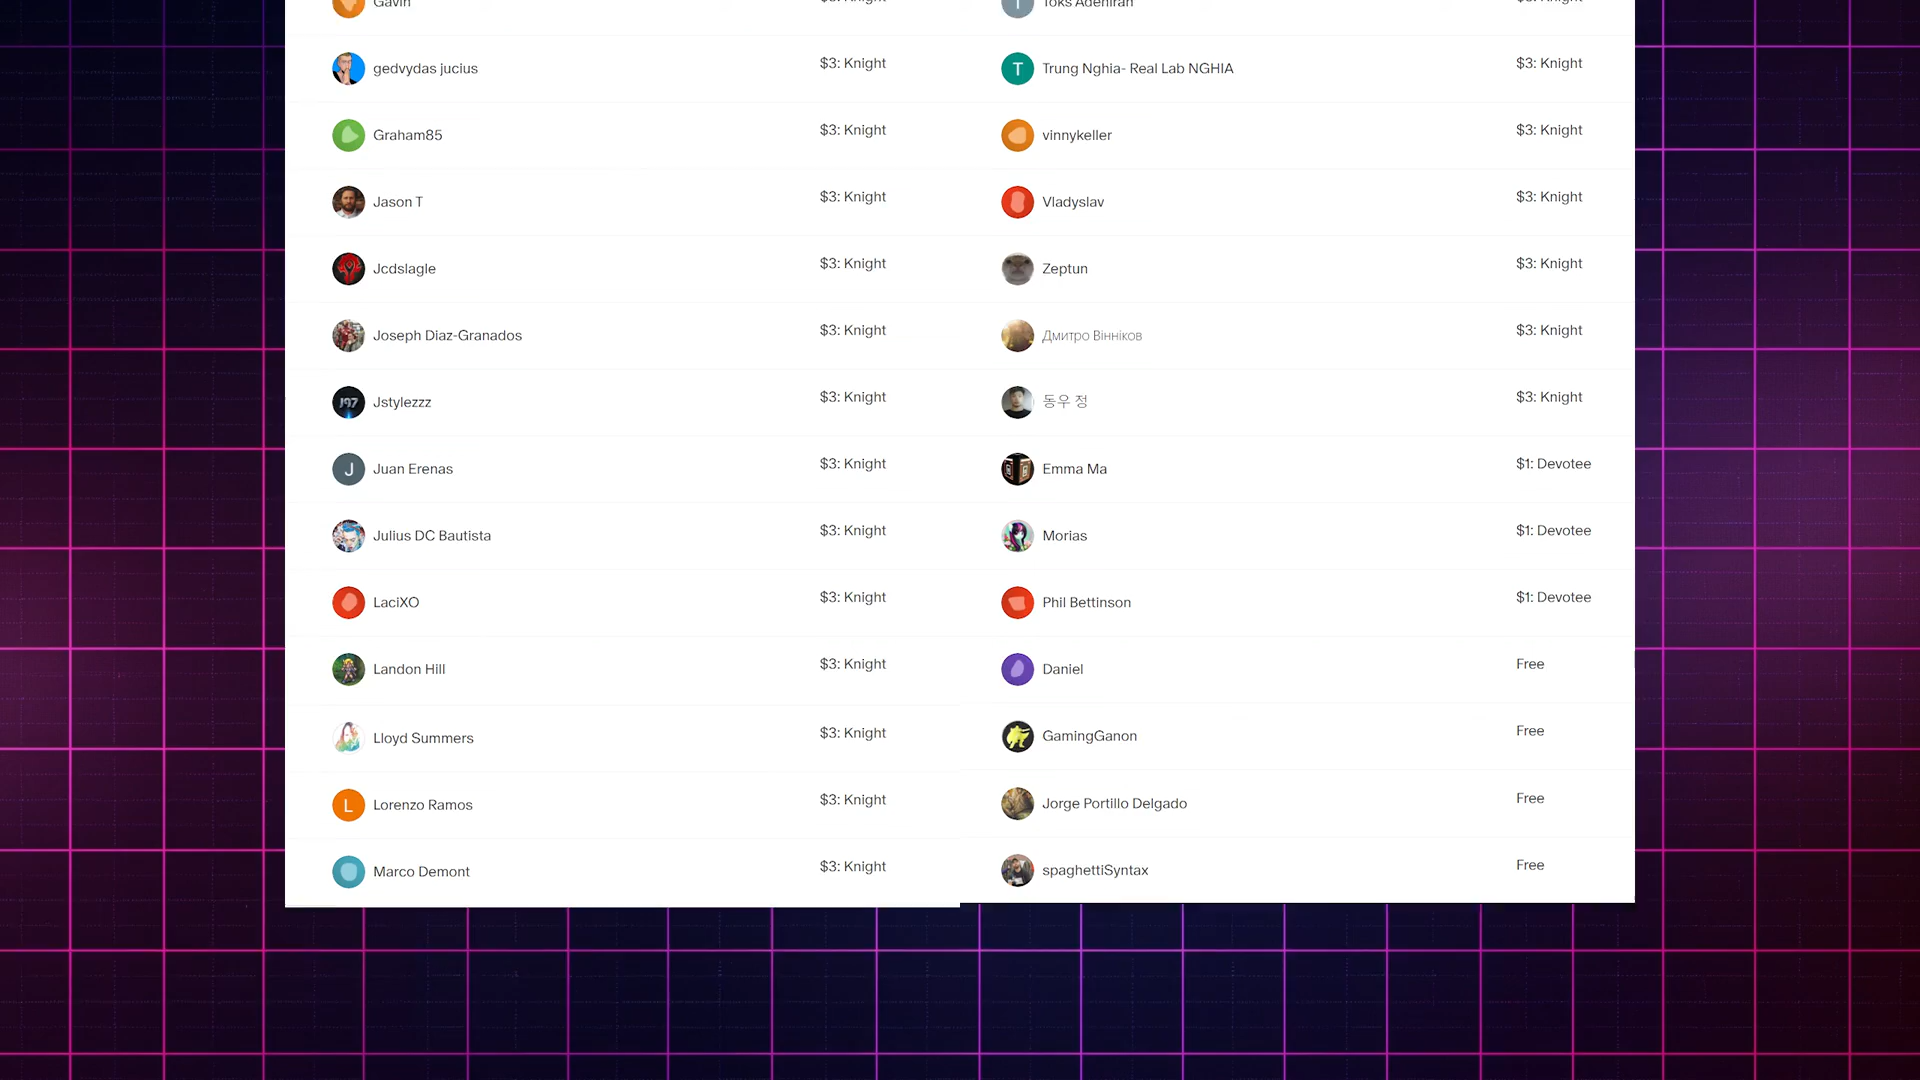 Gavin
gedvydas jucius $3: Knight
Graham85 $3: Knight
Jason T $3: Knight
Jcdslagle $3: Knight
Joseph Diaz-Granados $3: Knight
J97
Jstylezzz $3: Knight
J
Juan Erenas $3: Knight
Julius DC Bautista $3: Knight
LaciXO $3: Knight
Landon Hill $3: Knight
Lloyd Summers $3: Knight
L
Lorenzo Ramos $3: Knight
Marco Demont $3: Knight
Toks Adeniran
T
Trung Nghia- Real Lab NGHIA $3: Knight
vinnykeller $3: Knight
Vladyslav $3: Knight
Zeptun $3: Knight
Дмитро Вінніков $3: Knight
동우 정 $3: Knight
Emma Ma $1: Devotee
Morias $1: Devotee
Phil Bettinson $1: Devotee
Daniel Free
GamingGanon Free
Jorge Portillo Delgado Free
spaghettiSyntax Free